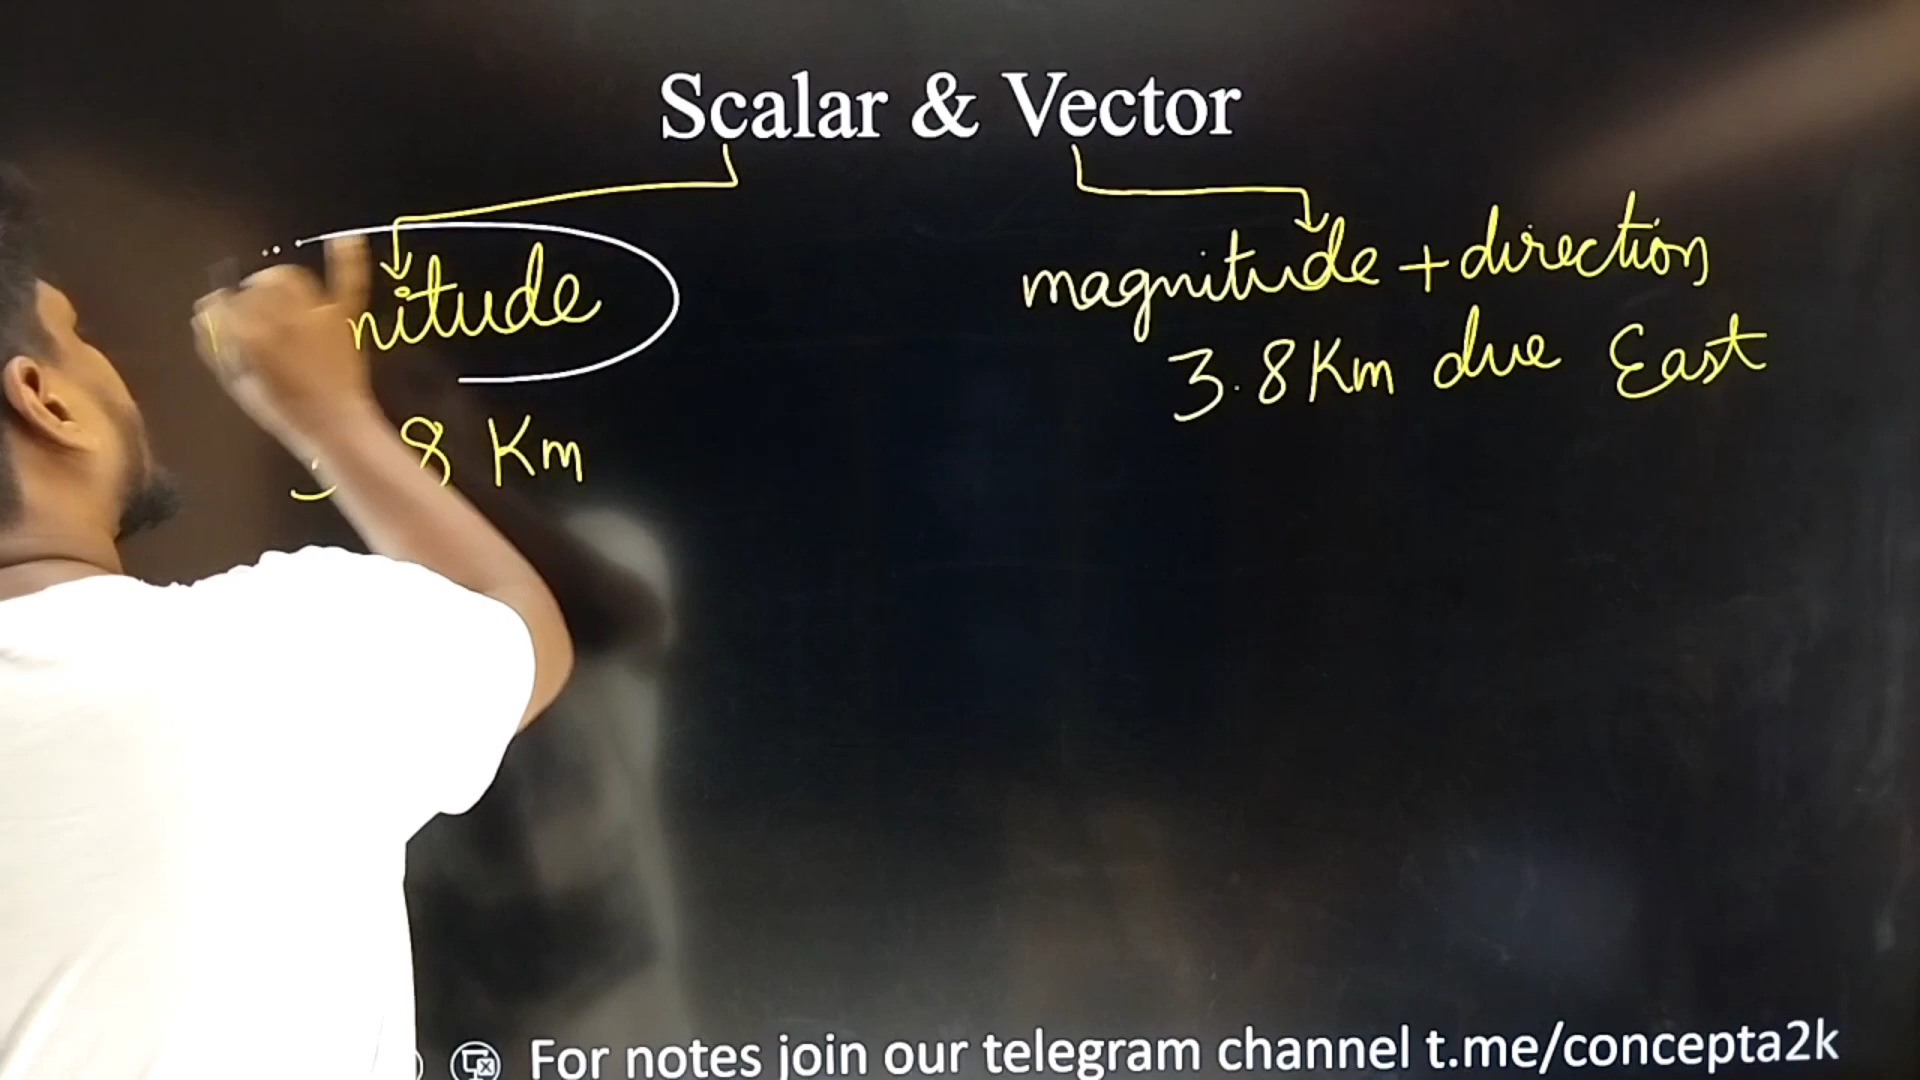 Scalar & Vector
nitude
8 Km
magnitude + direction
3.8 Km due East
For notes join our telegram channel t.me/concepta2k